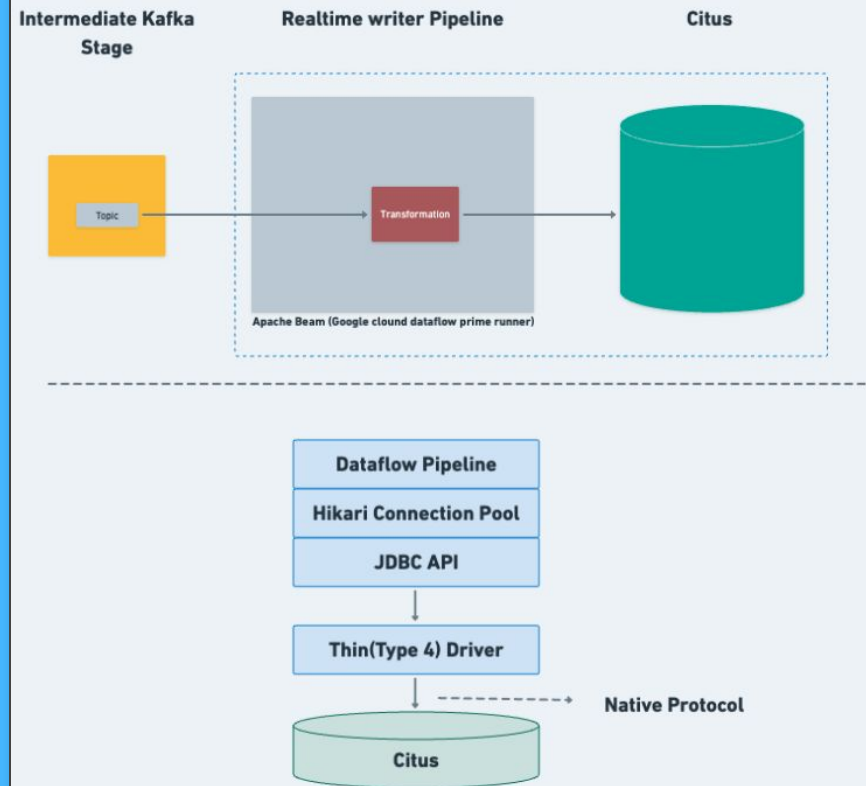 Intermediate Kafka
Stage
Realtime writer Pipeline
Citus
Topic
Transformation
Apache Beam (Google clound dataflow prime runner)
Dataflow Pipeline
Hikari Connection Pool
JDBC API
Thin(Type 4) Driver
Native Protocol
Citus